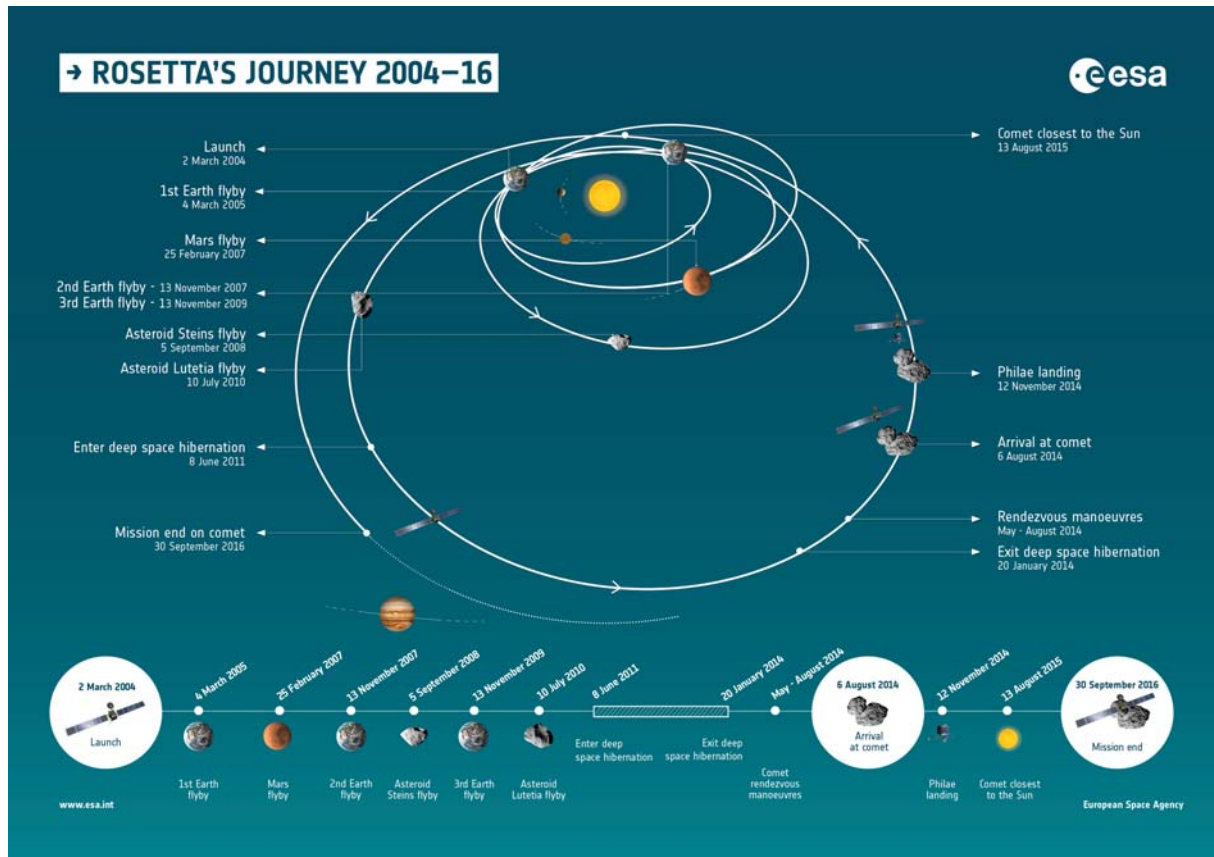 → ROSETTA'S JOURNEY 2004–16
esa
Launch
2 March 2004
1st Earth flyby
4 March 2005
Mars flyby
25 February 2007
2nd Earth flyby - 13 November 2007
3rd Earth flyby - 13 November 2009
Asteroid Steins flyby
5 September 2008
Asteroid Lutetia flyby
10 July 2010
Enter deep space hibernation
8 June 2011
Mission end on comet
30 September 2016
Comet closest to the Sun
13 August 2015
Philae landing
12 November 2014
Arrival at comet
6 August 2014
Rendezvous manoeuvres
May - August 2014
Exit deep space hibernation
20 January 2014
2 March 2004
Launch
4 March 2005
1st Earth
flyby
25 February 2007
Mars
flyby
13 November 2007
2nd Earth
flyby
5 September 2008
Asteroid
Steins flyby
13 November 2009
3rd Earth
flyby
10 July 2010
Asteroid
Lutetia flyby
8 June 2011
Enter deep
space hibernation
20 January 2014
Exit deep
space hibernation
May - August 2014
Comet
rendezvous
manoeuvres
6 August 2014
Arrival
at comet
12 November 2014
Philae
landing
13 August 2015
Comet closest
to the Sun
30 September 2016
Mission end
www.esa.int
European Space Agency